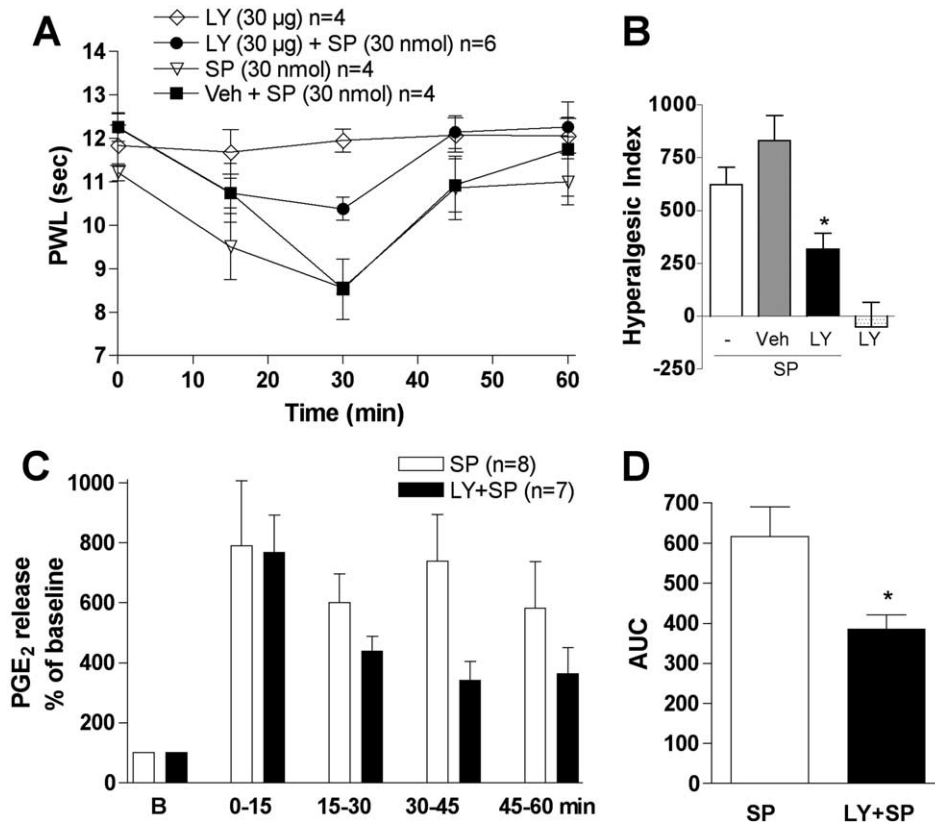 A
LY (30 µg) n=4
LY (30 µg) + SP (30 nmol) n=6
SP (30 nmol) n=4
Veh + SP (30 nmol) n=4
14
13
12
11
10
9
8
7
PWL (sec)
0 10 20 30 40 50 60
Time (min)
B
1000
750
500
250
0
-250
Hyperalgesic Index
*
- Veh LY LY
SP
C
SP (n=8)
LY+SP (n=7)
1000
800
600
400
200
0
PGE2 release
% of baseline
B 0-15 15-30 30-45 45-60 min
D
700
600
500
400
300
200
100
0
AUC
*
SP LY+SP